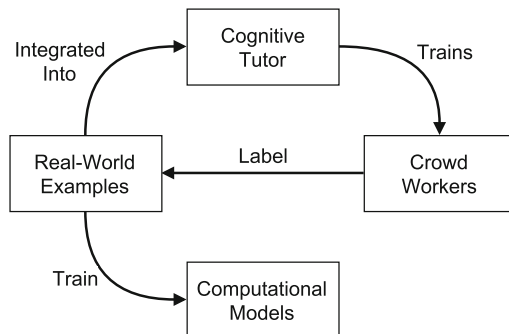 Integrated
Into
Cognitive
Tutor
Trains
Real-World
Examples
Label
Crowd
Workers
Train
Computational
Models